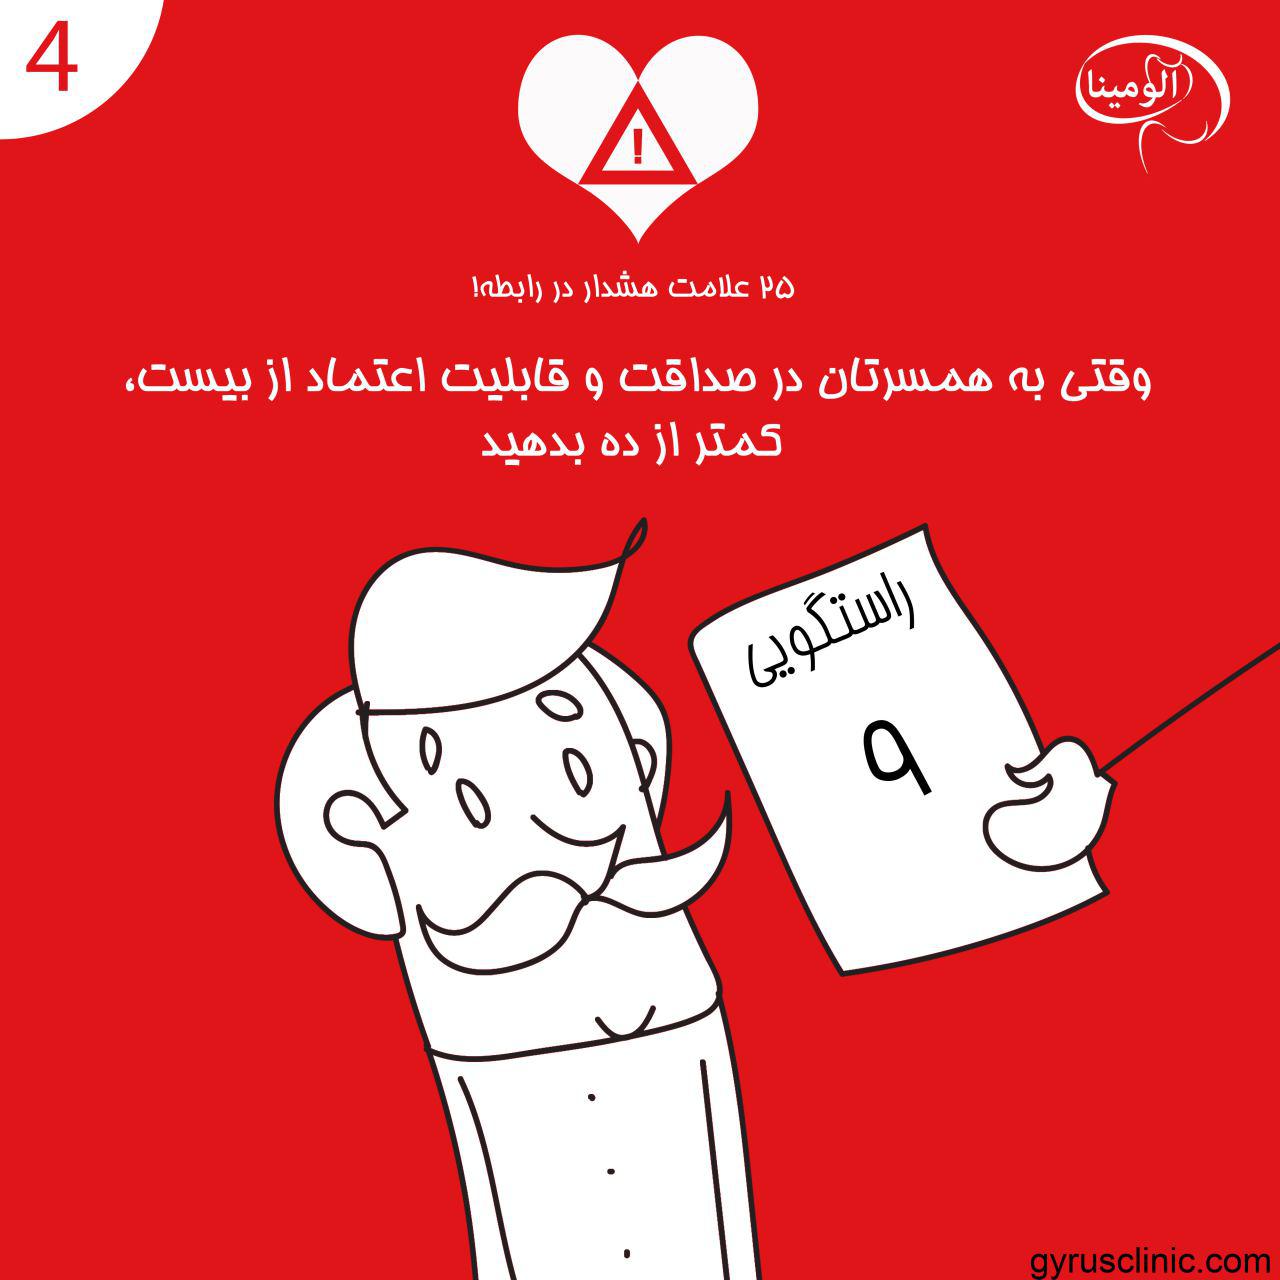 4
آلومینا
۲۵ علامت هشدار در رابطه!
وقتی به همسرتان در صداقت و قابلیت اعتماد از بیست،
کمتر از ده بدهید
راستگویی
۹
gyrusclinic.com